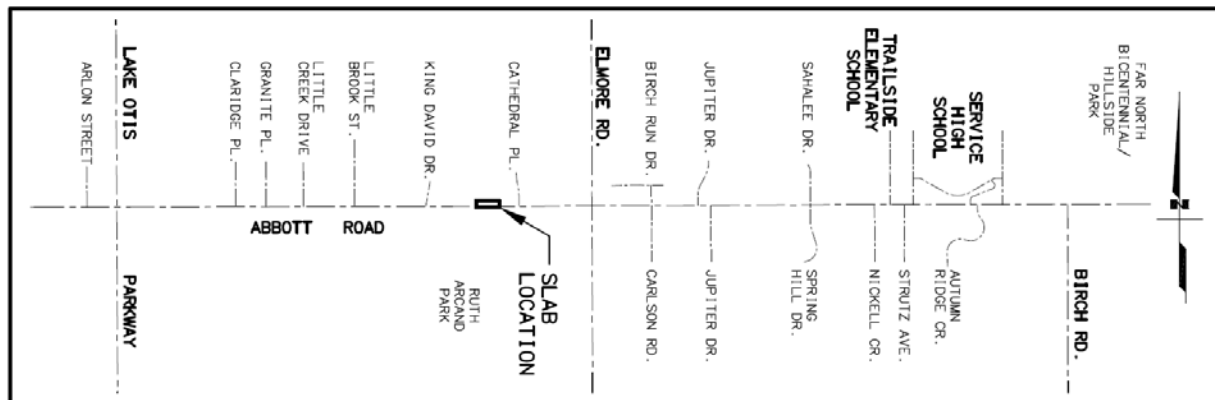 LAKE OTIS
PARKWAY
ARLON STREET
CLARIDGE PL.
GRANITE PL.
LITTLE
CREEK DRIVE
LITTLE
BROOK ST.
KING DAVID DR.
CATHEDRAL PL.
ELMORE RD.
BIRCH RUN DR.
JUPITER DR.
SAHALEE DR.
TRAILSIDE
ELEMENTARY
SCHOOL
SERVICE
HIGH
SCHOOL
FAR NORTH
BICENTENNIAL/
HILLSIDE
PARK
N
ABBOTT ROAD
RUTH
ARCAND
PARK
SLAB
LOCATION
CARLSON RD.
JUPITER DR.
SPRING
HILL DR.
NICKELL CR.
STRUTZ AVE.
AUTUMN
RIDGE CR.
BIRCH RD.